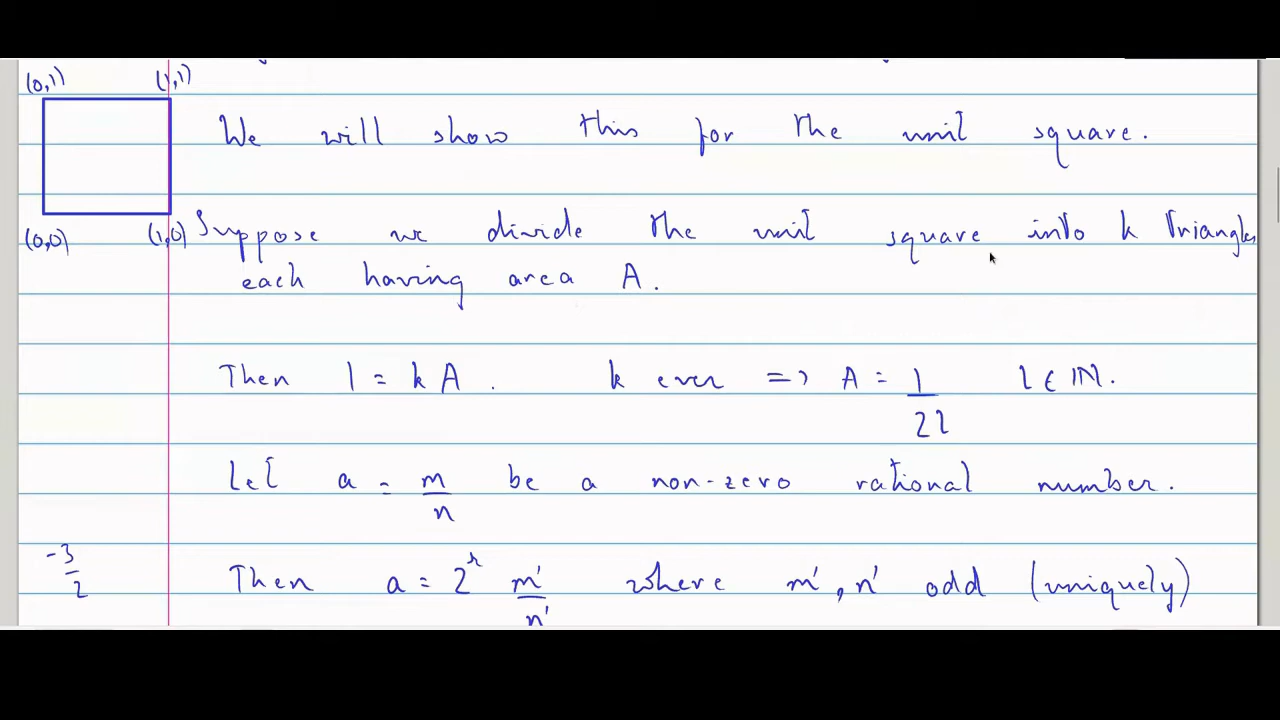 (0,1) (1,1)
We will show this for the unit square.
(0,0) (1,0) Suppose we divide the unit square into k triangles
each having area A.
Then 1 = kA. k even => A = 1/2l l ∈ ℕ.
Let a = m/n be a non-zero rational number.
-3/2 Then a = 2^r m'/n' where m', n' odd (uniquely)